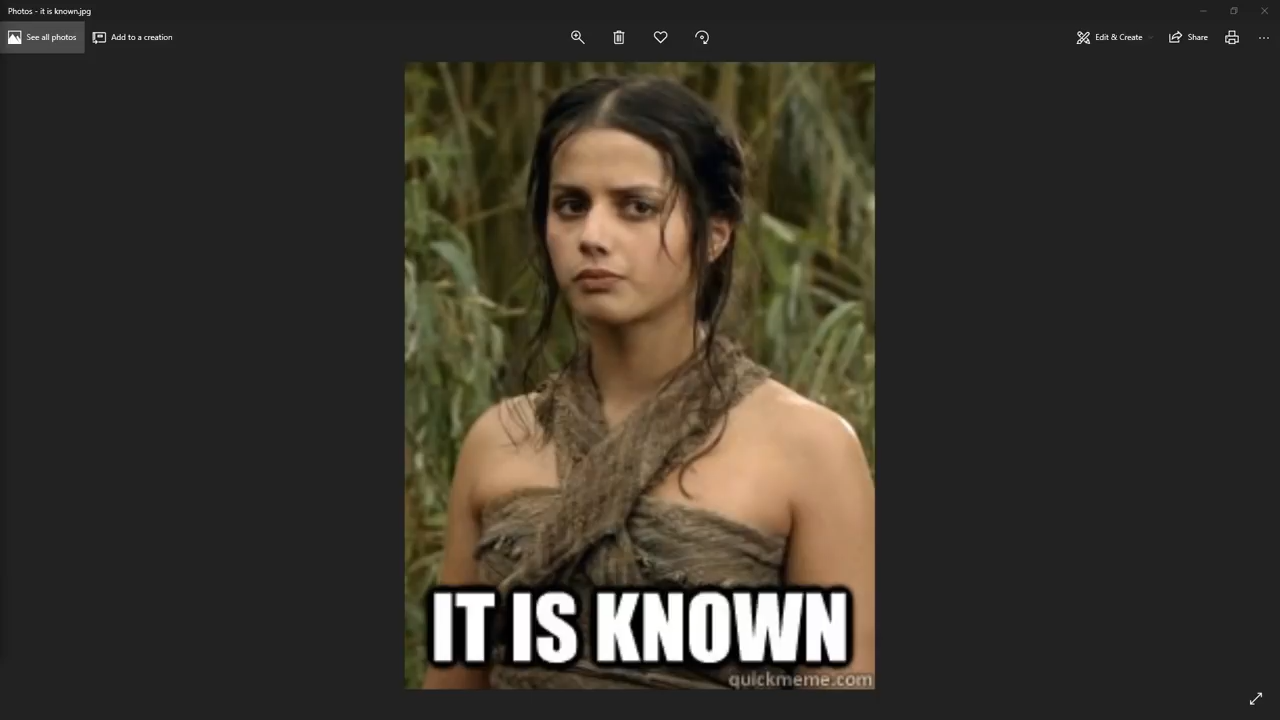 Photos - it is known.jpg
See all photos
Add to a creation
Edit & Create
Share
IT IS KNOWN
quickmeme.com